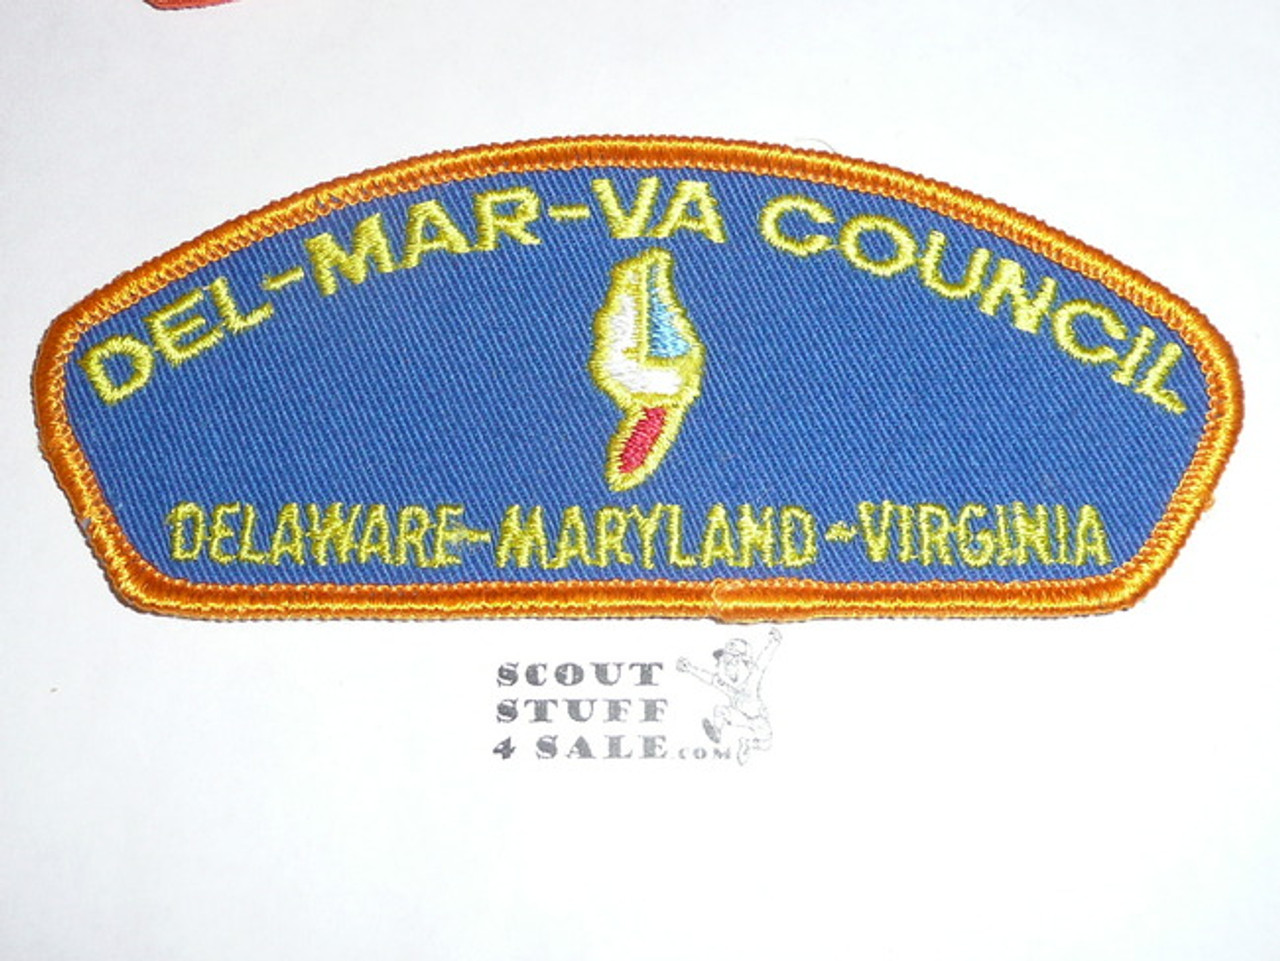 DEL-MAR-VA COUNCIL
DELAWARE-MARYLAND-VIRGINIA
SCOUT
STUFF
4 SALE.COM